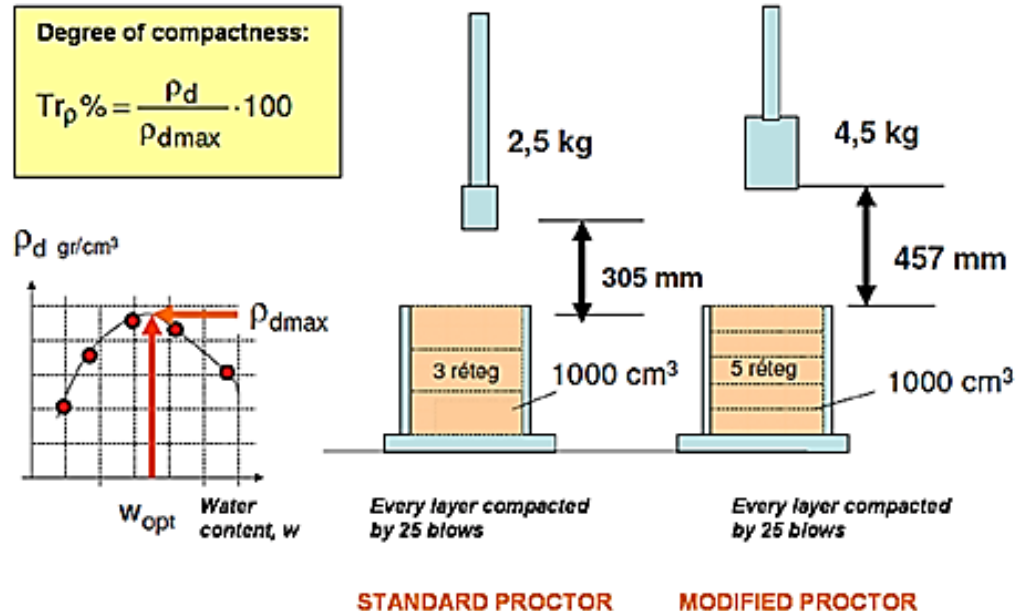 Degree of compactness:
Trρ% = ρd / ρdmax · 100
2,5 kg
4,5 kg
305 mm
457 mm
ρd gr/cm³
ρdmax
wopt
Water
content, w
3 réteg
1000 cm³
5 réteg
1000 cm³
Every layer compacted
by 25 blows
Every layer compacted
by 25 blows
STANDARD PROCTOR
MODIFIED PROCTOR